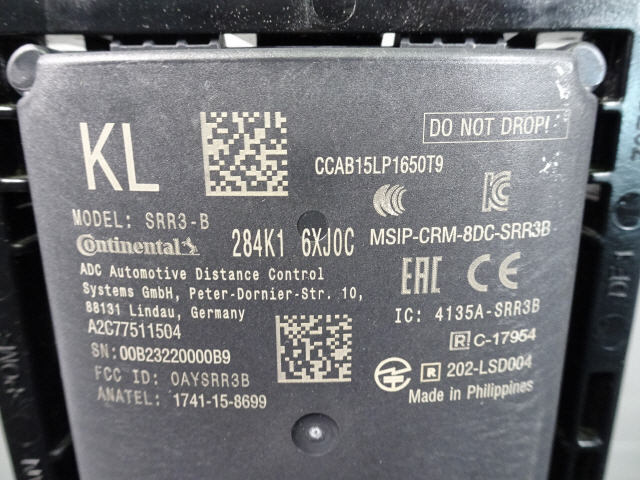 KL
DO NOT DROP!
CCAB15LP1650T9
MODEL: SRR3-B
Continental
284K1 6XJ0C
MSIP-CRM-8DC-SRR3B
ADC Automotive Distance Control
Systems GmbH, Peter-Dornier-Str. 10,
88131 Lindau, Germany
A2C77511504
SN:00B23220000B9
FCC ID: OAYSRR3B
ANATEL: 1741-15-8699
EAC CE
IC: 4135A-SRR3B
R C-17954
R 202-LSD004
Made in Philippines